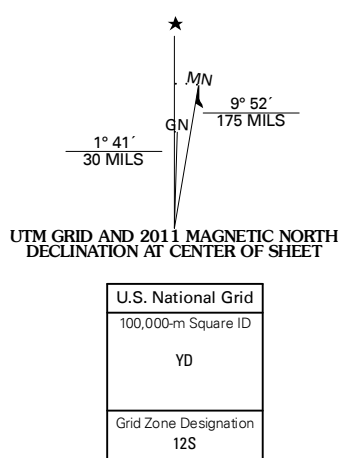 ★
MN
GN
9° 52´
175 MILS
1° 41´
30 MILS
UTM GRID AND 2011 MAGNETIC NORTH
DECLINATION AT CENTER OF SHEET
U.S. National Grid
100,000-m Square ID
YD
Grid Zone Designation
12S